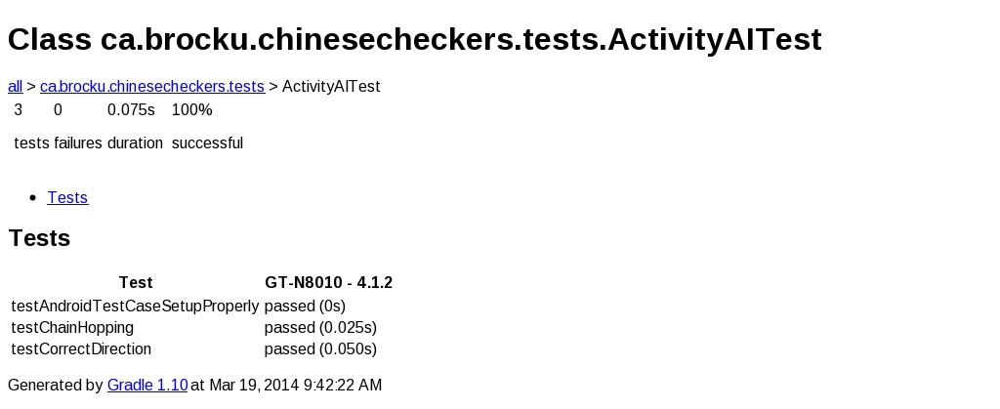 Class ca.brocku.chinesecheckers.tests.ActivityAITest
all > ca.brocku.chinesecheckers.tests > ActivityAITest
3 0 0.075s 100%
tests failures duration successful
Tests
Tests
Test GT-N8010 - 4.1.2
testAndroidTestCaseSetupProperly passed (0s)
testChainHopping passed (0.025s)
testCorrectDirection passed (0.050s)
Generated by Gradle 1.10 at Mar 19, 2014 9:42:22 AM